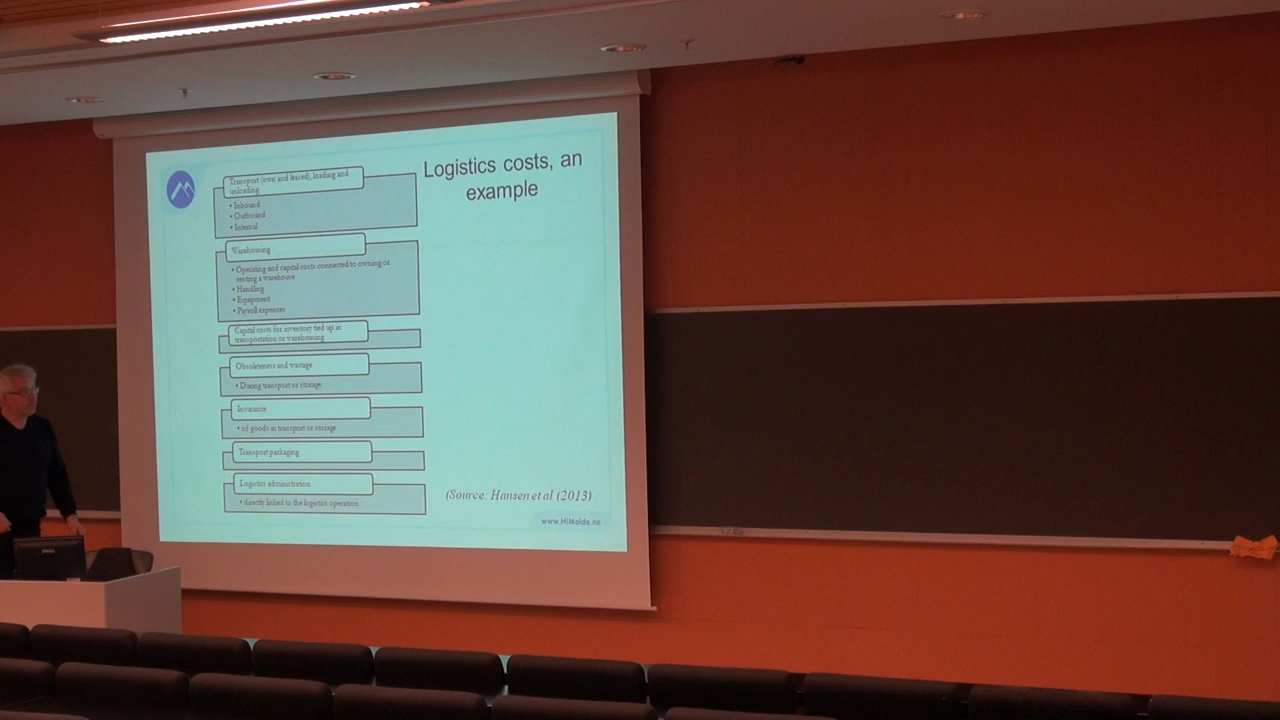 Logistics costs, an
example
Transport (own and leased), loading and
unloading
• Inbound
• Outbound
• Internal
Warehousing
• Operating and capital costs connected to owning or
renting a warehouse
• Handling
• Equipment
• Payroll expences
Capital costs for inventory tied up in
transportation or warehousing
Obsoleteness and wastage
• During transport or storage
Insurance
• of goods in transport or storage
Transport packaging
Logistics administration
• directly linked to the logistics operation
(Source: Hansen et al (2013)
www.HiMolde.no
DELL